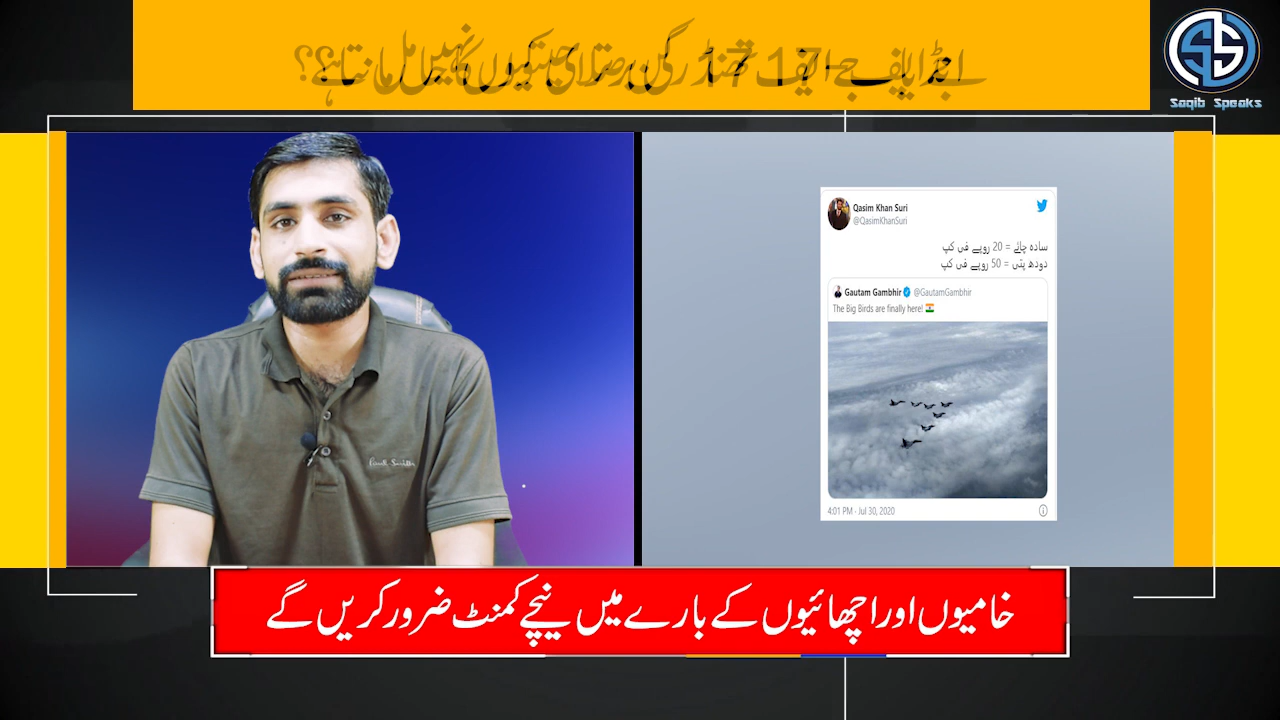 Saqib Speaks
Qasim Khan Suri
@QasimKhanSuri
سادہ چائے = 20 روپے فی کپ
دودھ پتی = 50 روپے فی کپ
Gautam Gambhir @GautamGambhir
The Big Birds are finally here!
4:01 PM - Jul 30, 2020
Paul Smith
خامیوں اور اچھائیوں کے بارے میں نیچے کمنٹ ضرور کریں گے